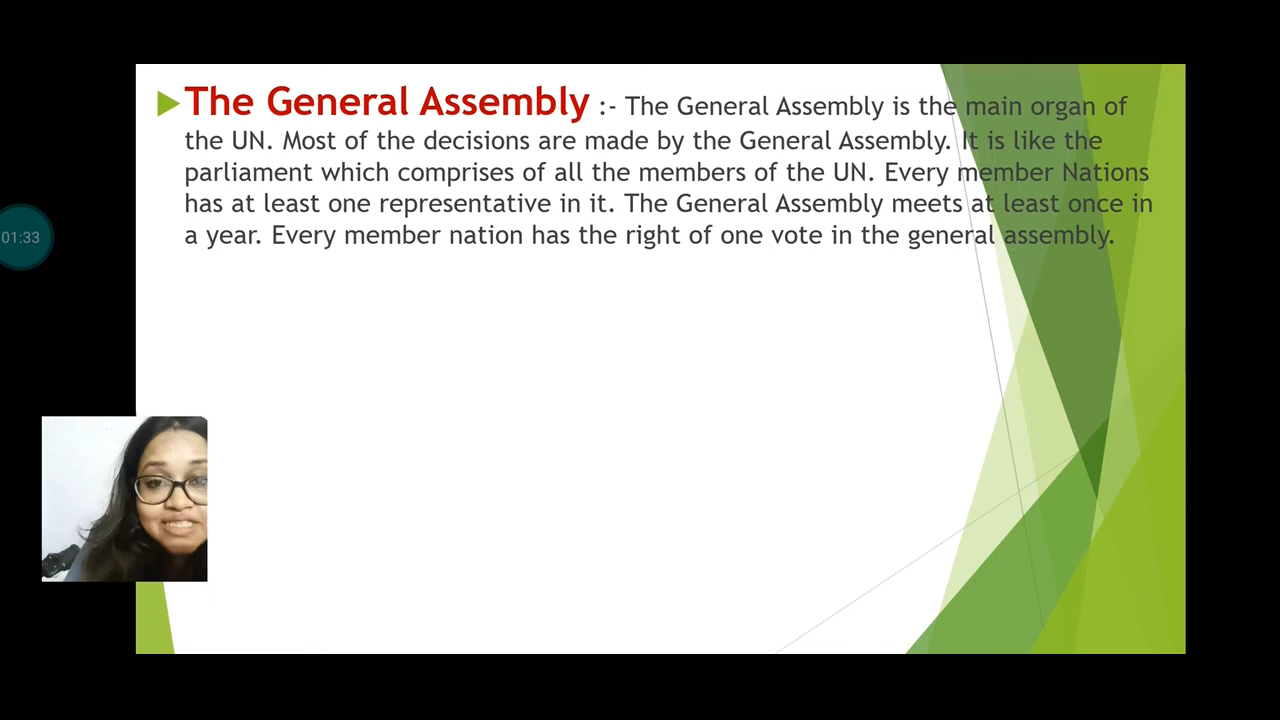 The General Assembly :- The General Assembly is the main organ of
the UN. Most of the decisions are made by the General Assembly. It is like the
parliament which comprises of all the members of the UN. Every member Nations
has at least one representative in it. The General Assembly meets at least once in
a year. Every member nation has the right of one vote in the general assembly.
01:33